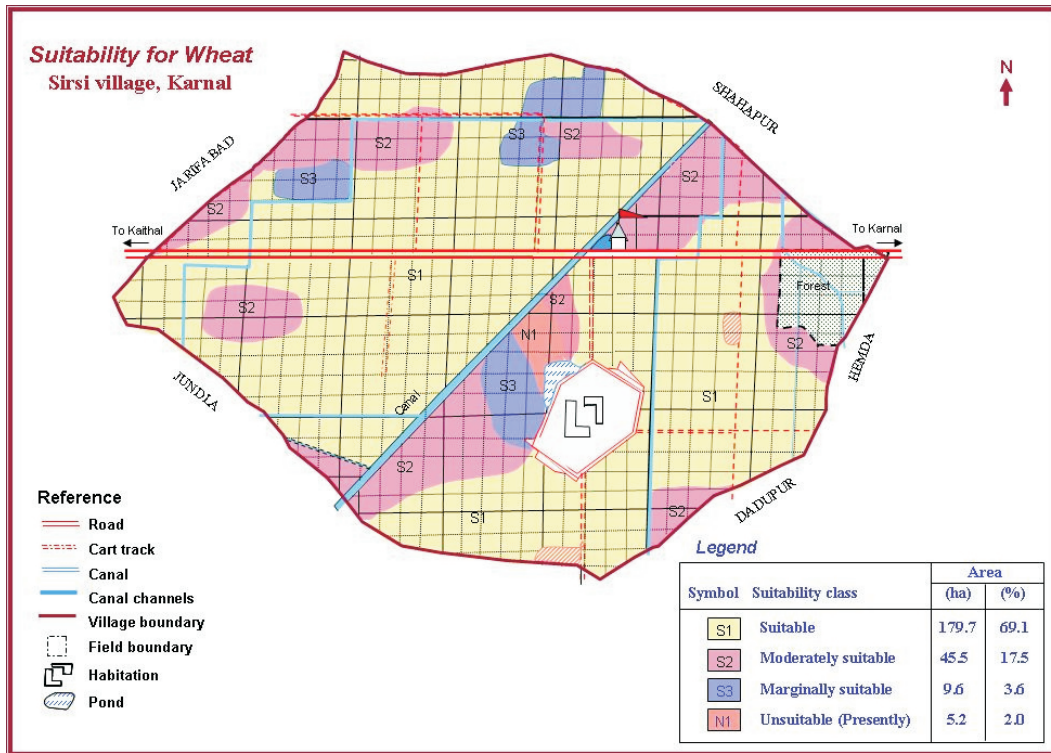 Suitability for Wheat
Sirsi village, Karnal
N
SHAHAPUR
JARIFABAD
S2
S3
S2
S3
S2
S2
To Kaithal
To Karnal
S1
Forest
S2
S2
N1
S2
HEMDA
JUNDLA
S3
S1
Canal
S2
S1
S2
DADUPUR
Reference
Road
Cart track
Canal
Canal channels
Village boundary
Field boundary
Habitation
Pond
Legend
Symbol Suitability class Area
(ha) (%)
S1 Suitable 179.7 69.1
S2 Moderately suitable 45.5 17.5
S3 Marginally suitable 9.6 3.6
N1 Unsuitable (Presently) 5.2 2.0